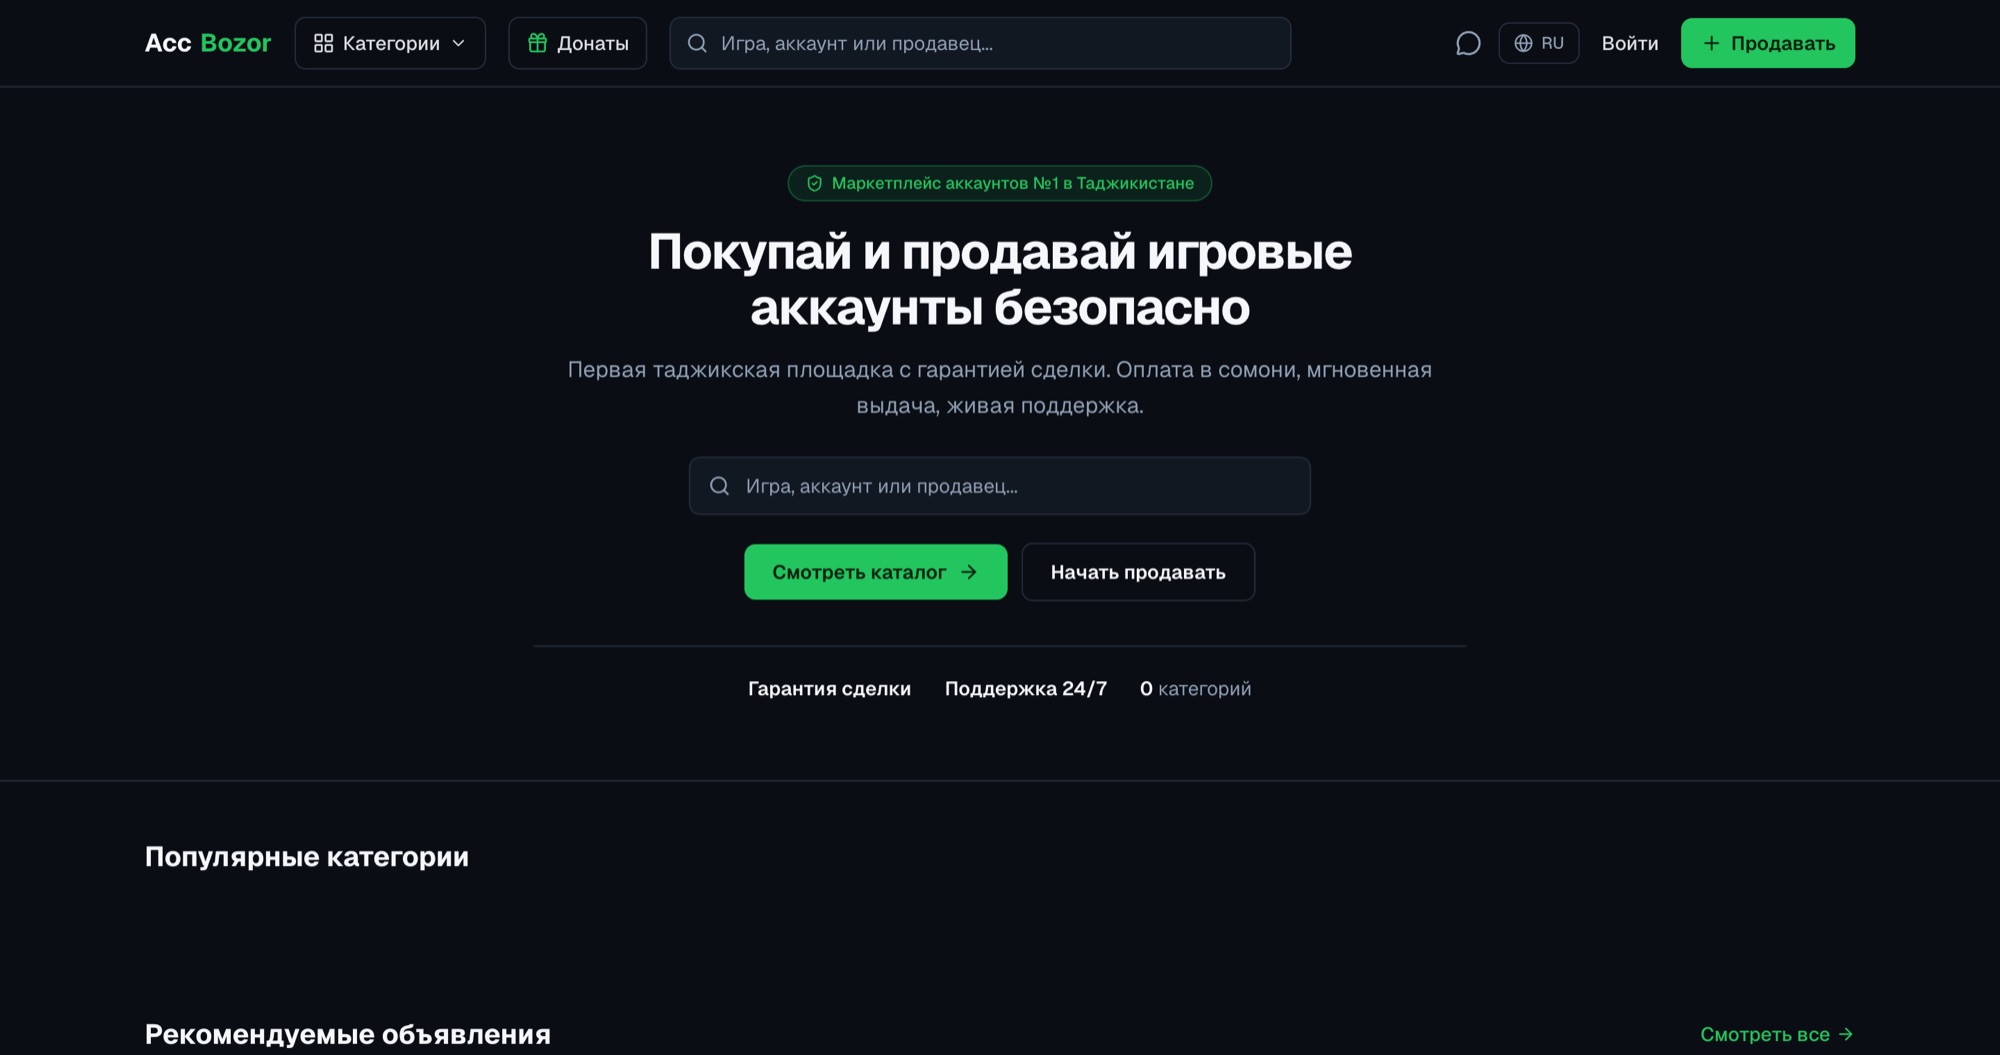 Acc Bozor
Категории
Донаты
Игра, аккаунт или продавец...
RU
Войти
Продавать
Маркетплейс аккаунтов №1 в Таджикистане
Покупай и продавай игровые
аккаунты безопасно
Первая таджикская площадка с гарантией сделки. Оплата в сомони, мгновенная
выдача, живая поддержка.
Игра, аккаунт или продавец...
Смотреть каталог
Начать продавать
Гарантия сделки
Поддержка 24/7
0 категорий
Популярные категории
Рекомендуемые объявления
Смотреть все